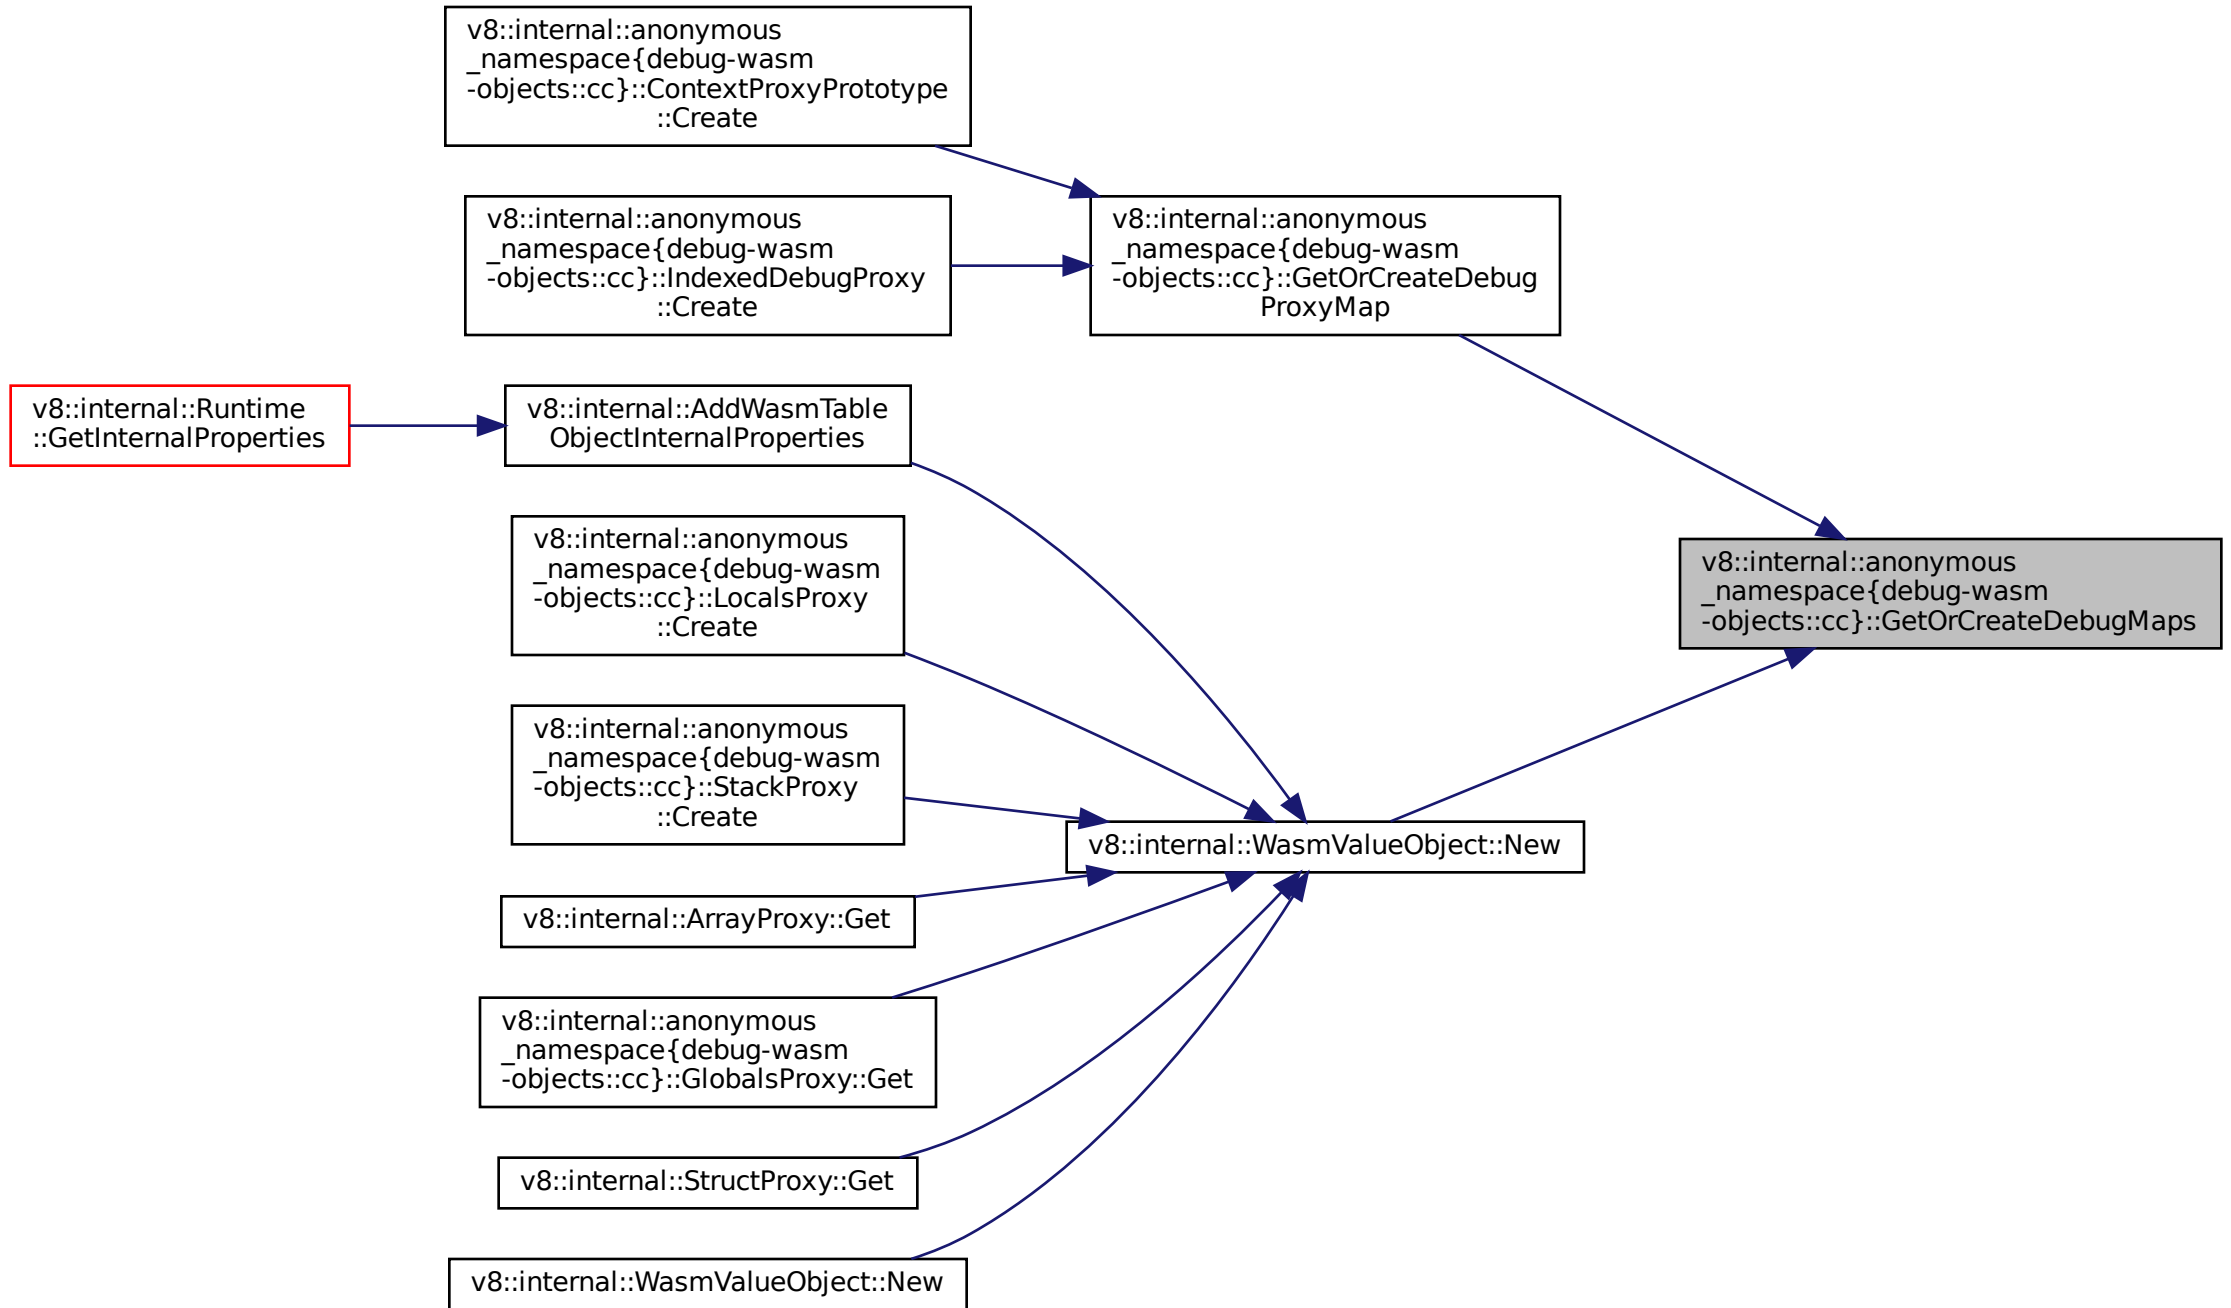 v8::internal::anonymous
_namespace{debug-wasm
-objects::cc}::ContextProxyPrototype
::Create
v8::internal::anonymous
_namespace{debug-wasm
-objects::cc}::IndexedDebugProxy
::Create
v8::internal::anonymous
_namespace{debug-wasm
-objects::cc}::GetOrCreateDebug
ProxyMap
v8::internal::Runtime
::GetInternalProperties
v8::internal::AddWasmTable
ObjectInternalProperties
v8::internal::anonymous
_namespace{debug-wasm
-objects::cc}::LocalsProxy
::Create
v8::internal::anonymous
_namespace{debug-wasm
-objects::cc}::GetOrCreateDebugMaps
v8::internal::anonymous
_namespace{debug-wasm
-objects::cc}::StackProxy
::Create
v8::internal::WasmValueObject::New
v8::internal::ArrayProxy::Get
v8::internal::anonymous
_namespace{debug-wasm
-objects::cc}::GlobalsProxy::Get
v8::internal::StructProxy::Get
v8::internal::WasmValueObject::New